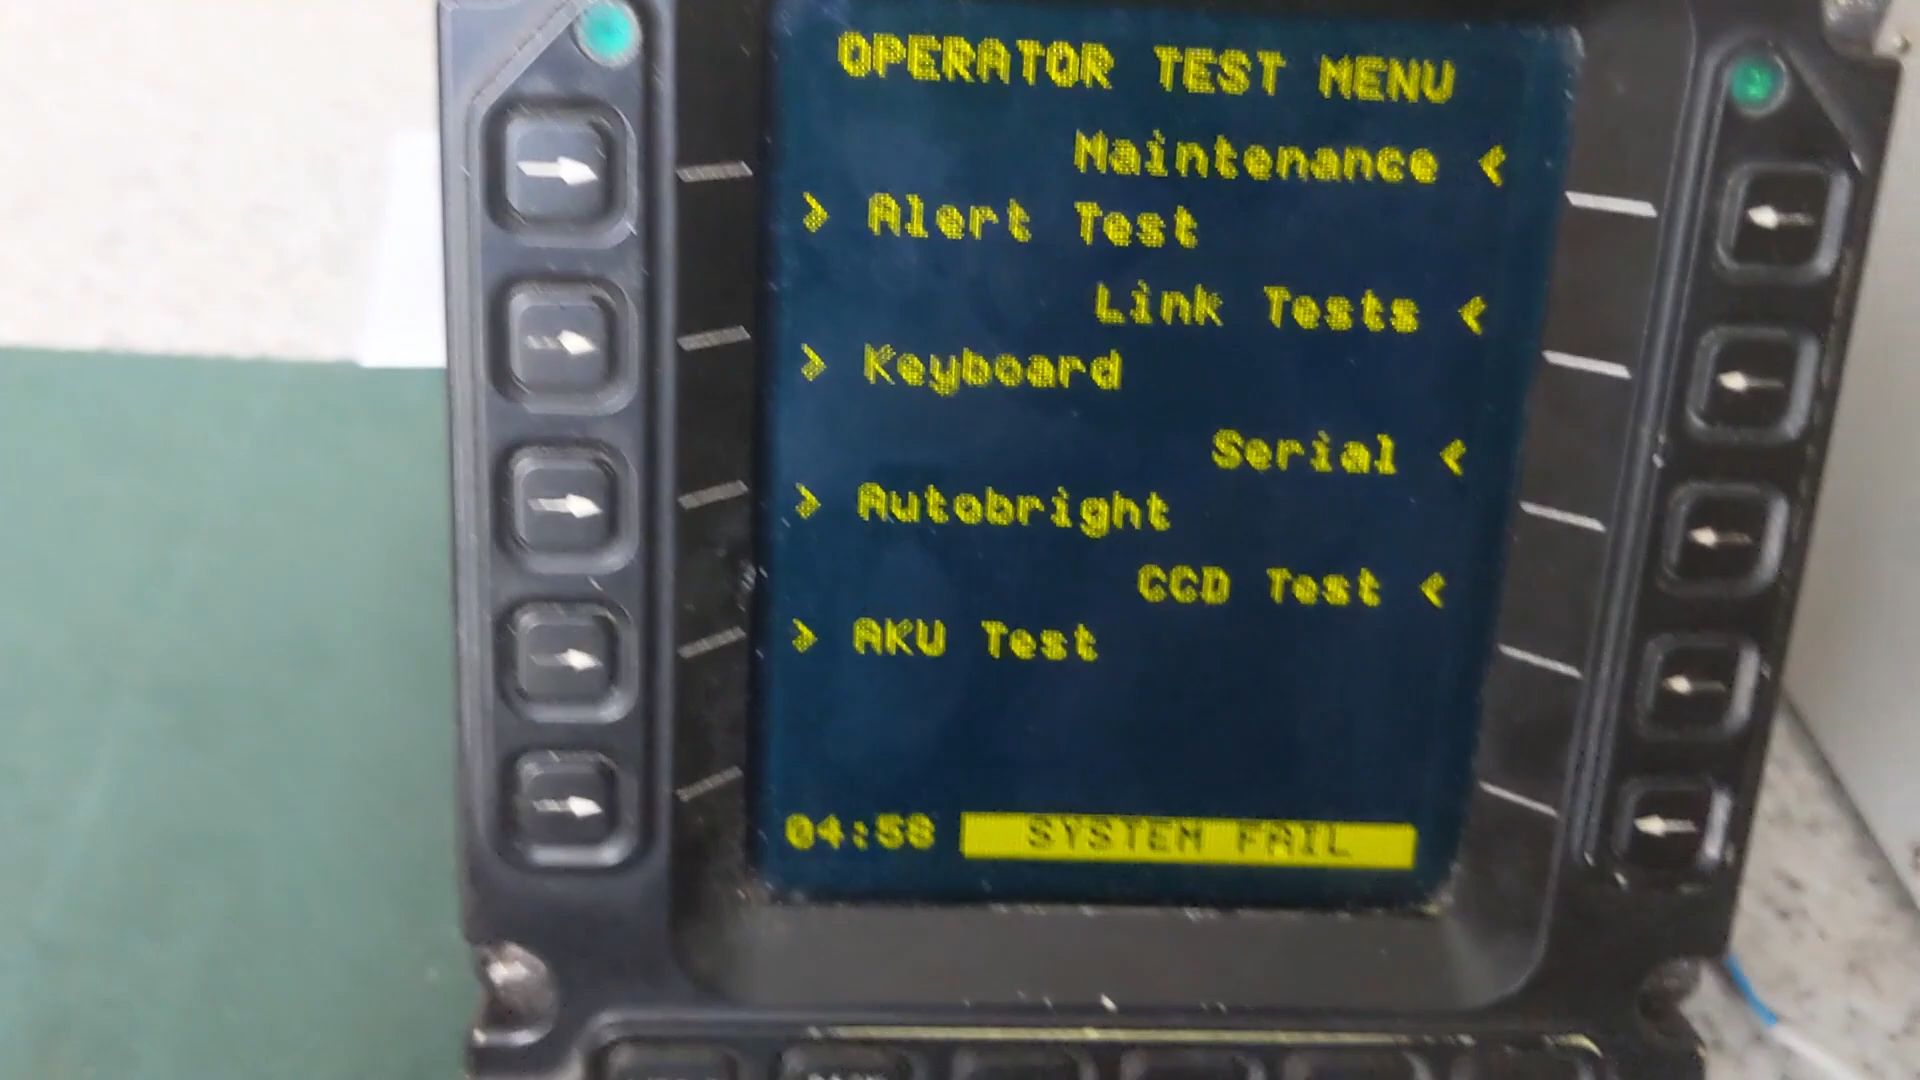 OPERATOR TEST MENU
Maintenance <
> Alert Test
Link Tests <
> Keyboard
Serial <
> Autobright
CCD Test <
> AKU Test
04:58 SYSTEM FAIL